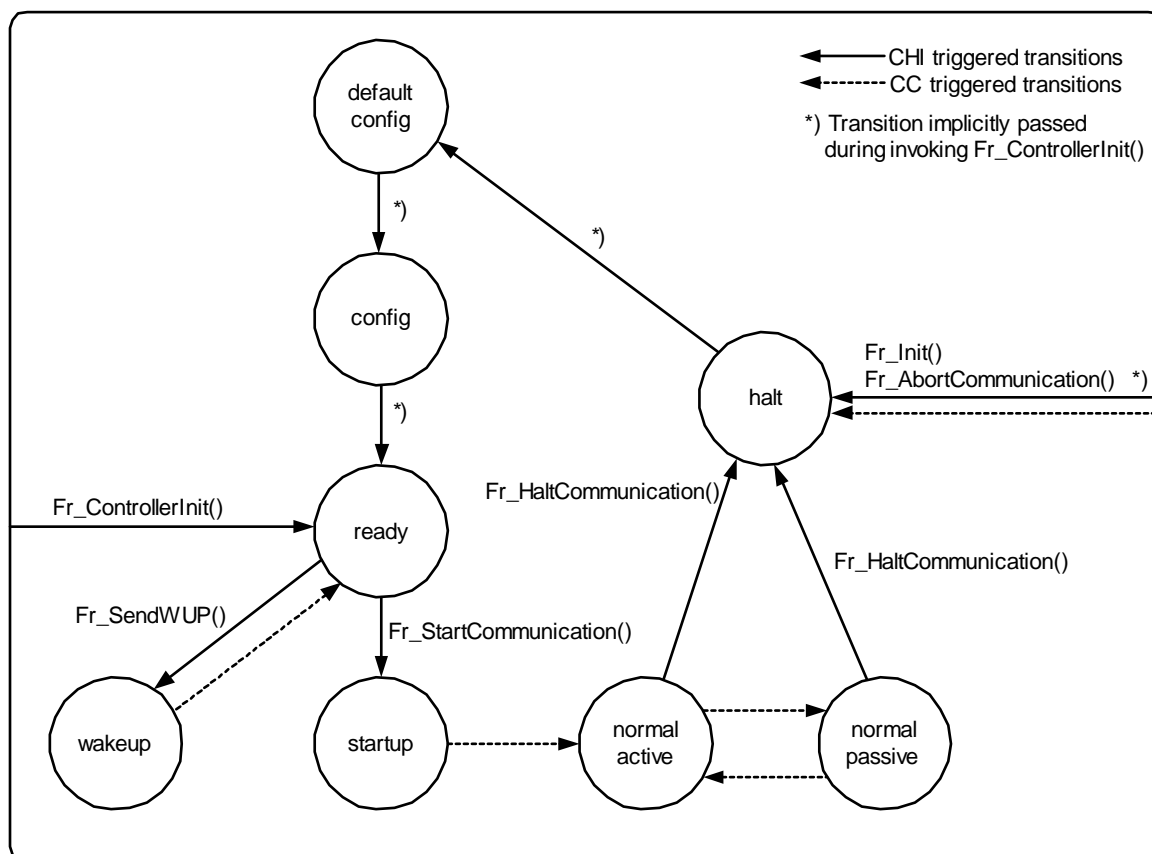 default
config
CHI triggered transitions
CC triggered transitions
*) Transition implicitly passed
during invoking Fr_ControllerInit()
*)
*)
config
Fr_Init()
Fr_AbortCommunication() *)
halt
*)
Fr_HaltCommunication()
Fr_ControllerInit()
ready
Fr_HaltCommunication()
Fr_SendWUP()
Fr_StartCommunication()
wakeup
startup
normal
active
normal
passive